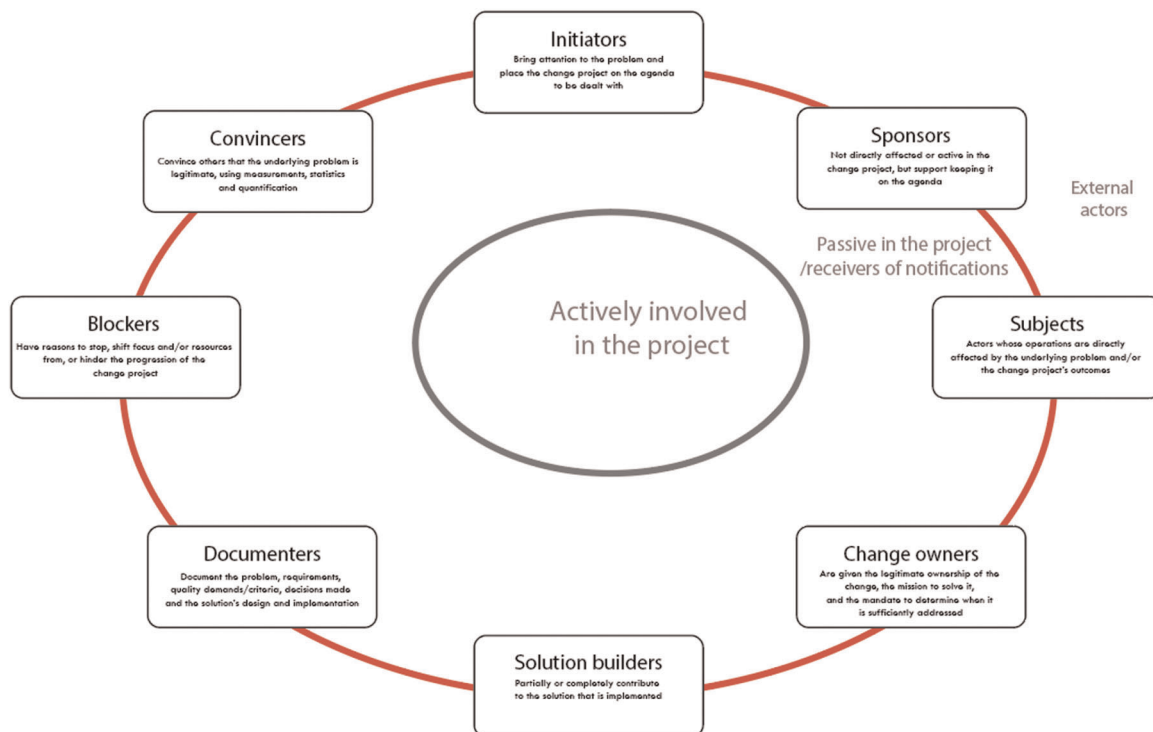 Initiators
Bring attention to the problem and
place the change project on the agenda
to be dealt with
Convincers
Convince others that the underlying problem is
legitimate, using measurements, statistics
and quantification
Sponsors
Not directly affected or active in the
change project, but support keeping it
on the agenda
External
actors
Passive in the project
/receivers of notifications
Actively involved
in the project
Blockers
Have reasons to stop, shift focus and/or resources
from, or hinder the progression of the
change project
Subjects
Actors whose operations are directly
affected by the underlying problem and/or
the change project's outcomes
Documenters
Document the problem, requirements,
quality demands/criteria, decisions made
and the solution's design and implementation
Change owners
Are given the legitimate ownership of the
change, the mission to solve it,
and the mandate to determine when it
is sufficiently addressed
Solution builders
Partially or completely contribute
to the solution that is implemented